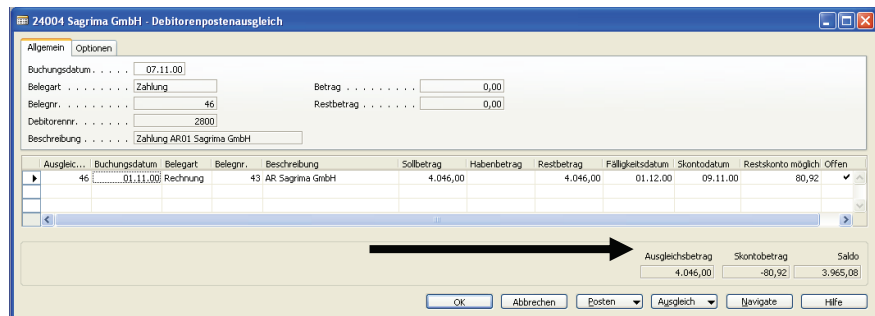 24004 Sagrima GmbH - Debitorenpostenausgleich
Allgemein Optionen
Buchungsdatum . . . . . 07.11.00
Belegart . . . . . . . . Zahlung Betrag . . . . . . . . . 0,00
Belegnr. . . . . . . . . 46 Restbetrag . . . . . . . 0,00
Debitorennr. . . . . . . 2800
Beschreibung . . . . . . Zahlung AR01 Sagrima GmbH
Ausgleic... Buchungsdatum Belegart Belegnr. Beschreibung Sollbetrag Habenbetrag Restbetrag Fälligkeitsdatum Skontodatum Restskonto möglich Offen
46 01.11.00 Rechnung 43 AR Sagrima GmbH 4.046,00 4.046,00 01.12.00 09.11.00 80,92
Ausgleichsbetrag Skontobetrag Saldo
4.046,00 -80,92 3.965,08
OK Abbrechen Posten Ausgleich Navigate Hilfe